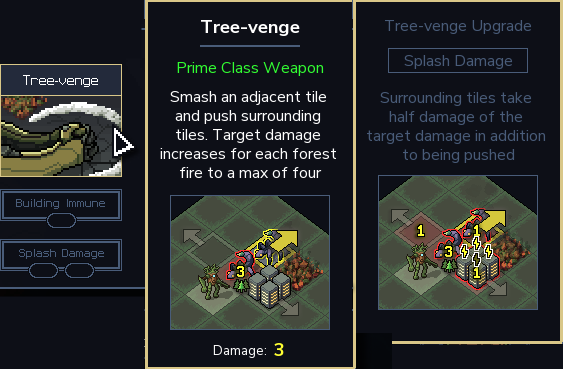 Tree-venge
Building Immune
Splash Damage
Tree-venge
Prime Class Weapon
Smash an adjacent tile
and push surrounding
tiles. Target damage
increases for each forest
fire to a max of four
3
Damage: 3
Tree-venge Upgrade
Splash Damage
Surrounding tiles take
half damage of the
target damage in addition
to being pushed
1
1
3
1